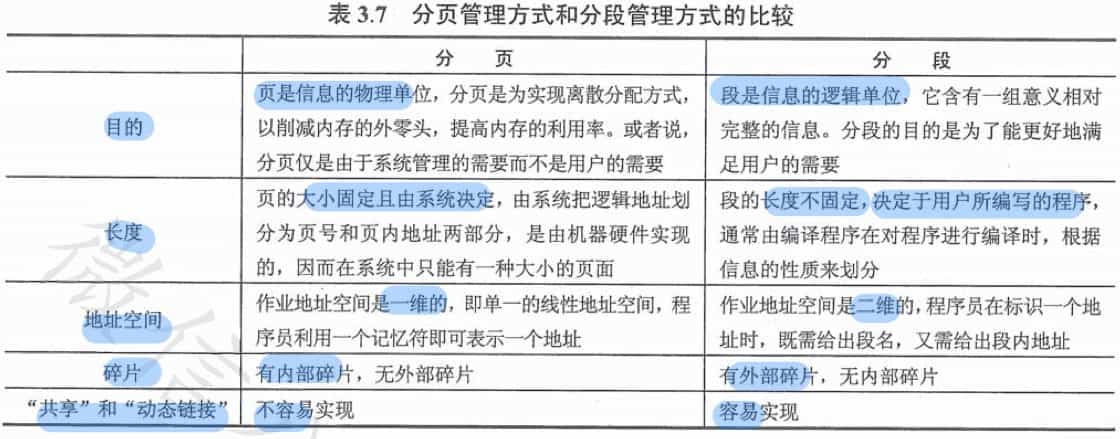 表 3.7 分页管理方式和分段管理方式的比较
分 页
分 段
目的
页是信息的物理单位，分页是为实现离散分配方式，
以削减内存的外零头，提高内存的利用率。或者说，
分页仅是由于系统管理的需要而不是用户的需要
段是信息的逻辑单位，它含有一组意义相对
完整的信息。分段的目的是为了能更好地满
足用户的需要
长度
页的大小固定且由系统决定，由系统把逻辑地址划
分为页号和页内地址两部分，是由机器硬件实现
的，因而在系统中只能有一种大小的页面
段的长度不固定，决定于用户所编写的程序，
通常由编译程序在对程序进行编译时，根据
信息的性质来划分
地址空间
作业地址空间是一维的，即单一的线性地址空间，程
序员利用一个记忆符即可表示一个地址
作业地址空间是二维的，程序员在标识一个地
址时，既需给出段名，又需给出段内地址
碎片
有内部碎片，无外部碎片
有外部碎片，无内部碎片
“共享”和“动态链接”
不容易实现
容易实现
微信